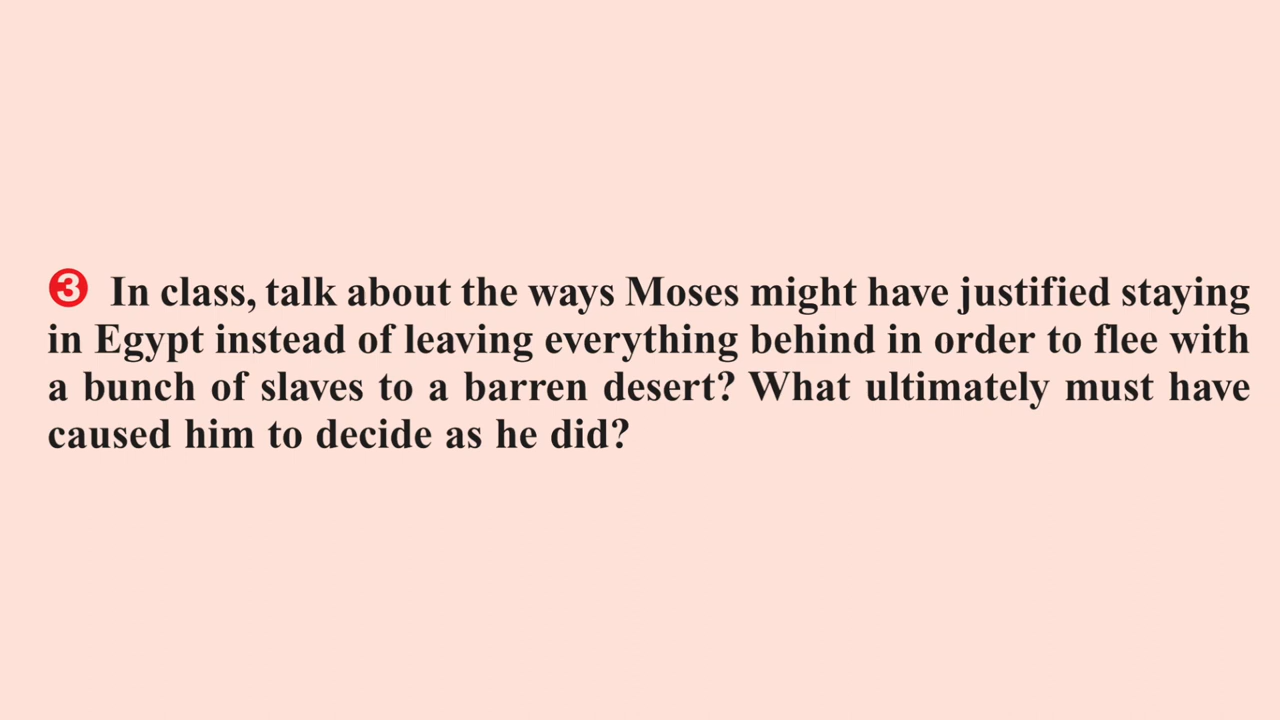 3 In class, talk about the ways Moses might have justified staying
in Egypt instead of leaving everything behind in order to flee with
a bunch of slaves to a barren desert? What ultimately must have
caused him to decide as he did?